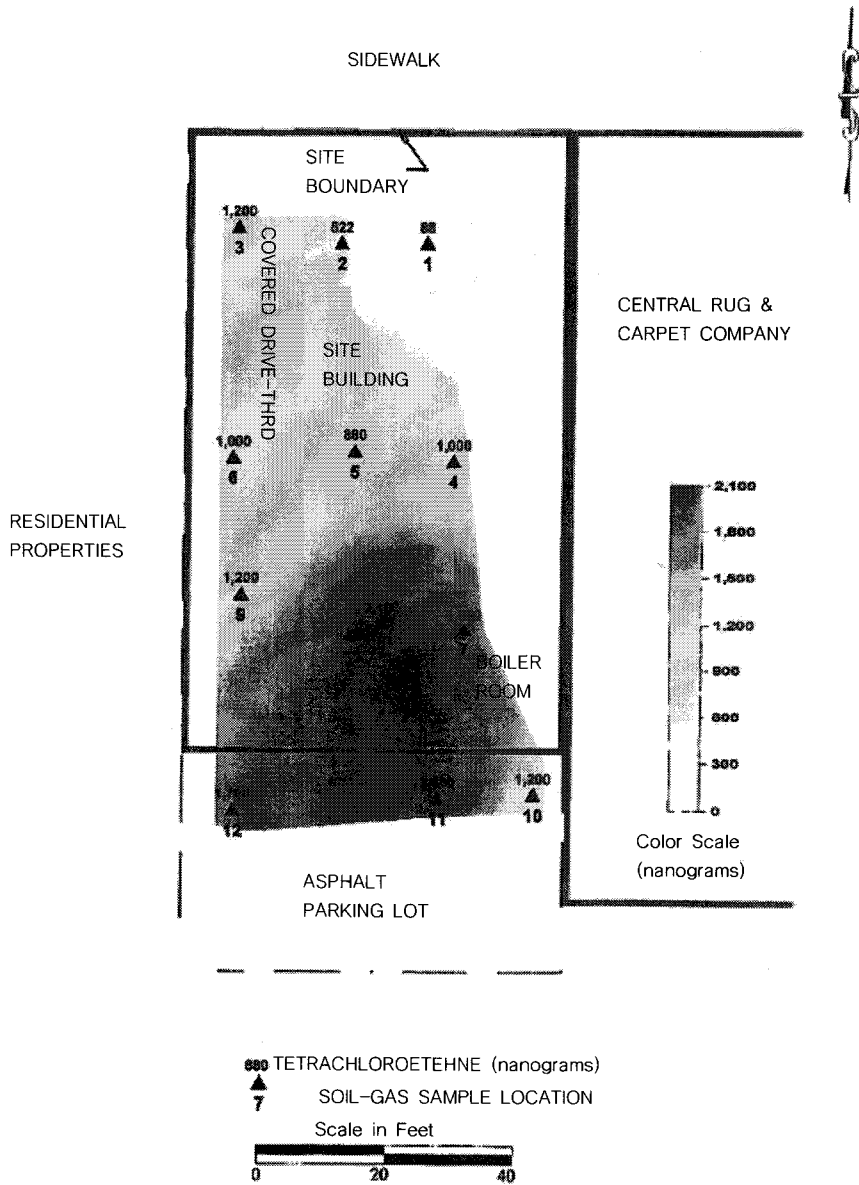 SIDEWALK
SITE
BOUNDARY
1,200
3
822
2
88
1
COVERED DRIVE-THRD
CENTRAL RUG &
CARPET COMPANY
SITE
BUILDING
1,000
6
880
5
1,000
4
RESIDENTIAL
PROPERTIES
1,200
9
7
BOILER
ROOM
2,100
1,800
1,500
1,200
900
600
300
0
Color Scale
(nanograms)
12
11
1,200
10
ASPHALT
PARKING LOT
880 TETRACHLOROETEHNE (nanograms)
7 SOIL-GAS SAMPLE LOCATION
Scale in Feet
0 20 40